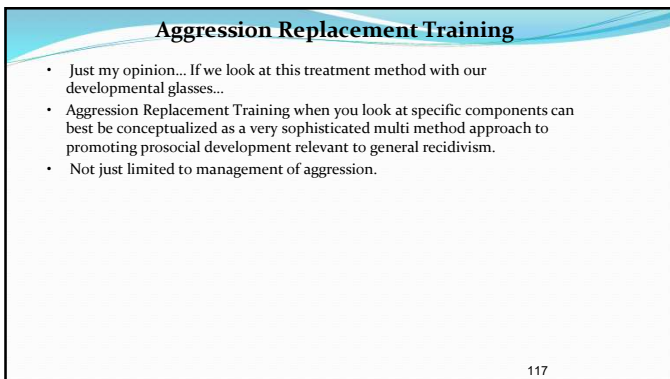 Aggression Replacement Training
• Just my opinion... If we look at this treatment method with our
developmental glasses...
• Aggression Replacement Training when you look at specific components can
best be conceptualized as a very sophisticated multi method approach to
promoting prosocial development relevant to general recidivism.
• Not just limited to management of aggression.
117